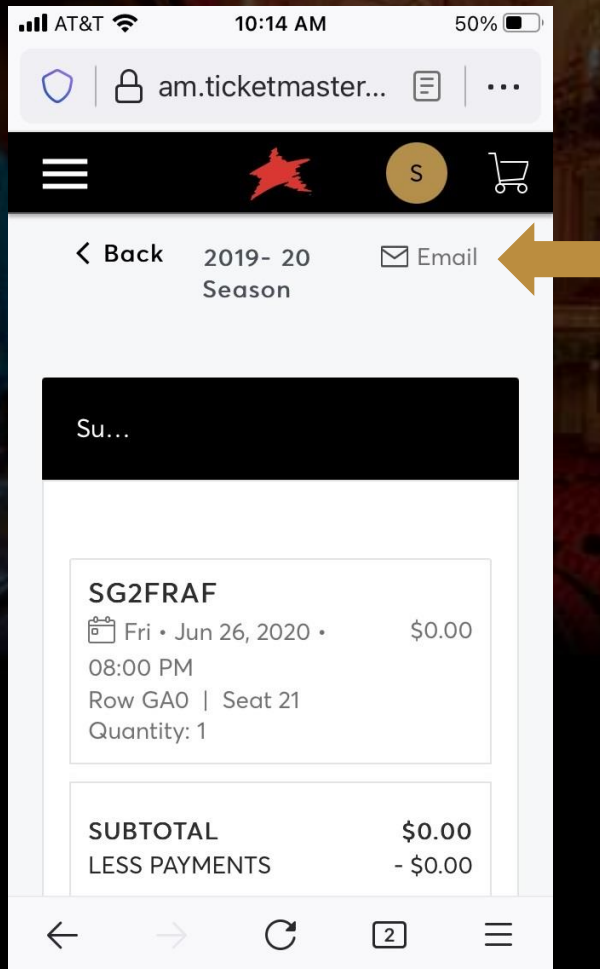 AT&T 10:14 AM 50%
am.ticketmaster...
S
Back 2019- 20 Email
Season
Su...
SG2FRAF
Fri • Jun 26, 2020 • $0.00
08:00 PM
Row GA0 | Seat 21
Quantity: 1
SUBTOTAL $0.00
LESS PAYMENTS - $0.00
2